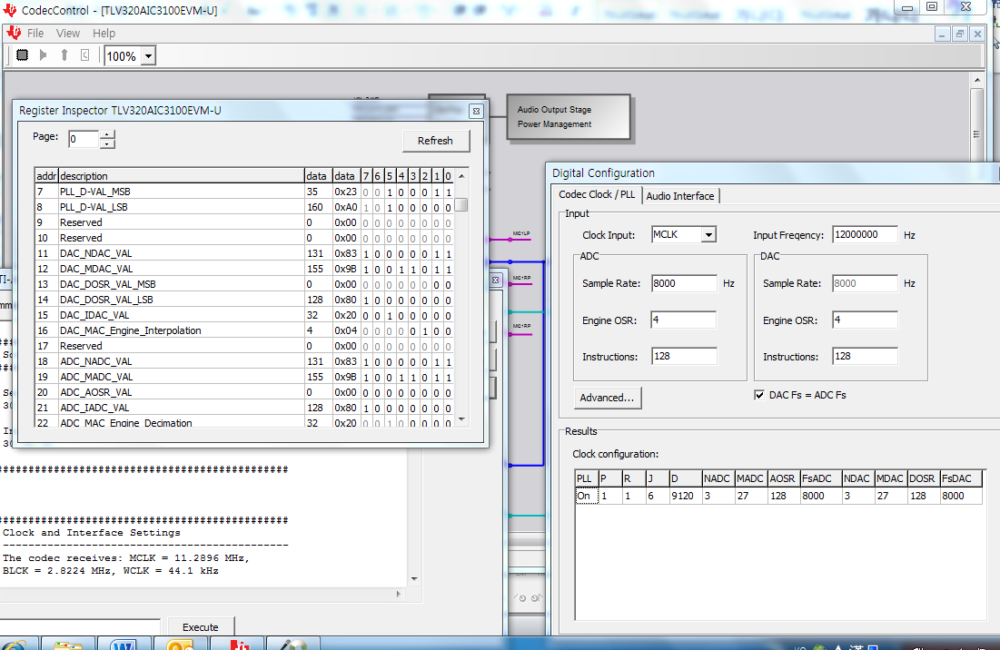 CodecControl - [TLV320AIC3100EVM-U]
File View Help
100%
Audio Output Stage
Power Management
Register Inspector TLV320AIC3100EVM-U
Page: 0
Refresh
addr description data data 7 6 5 4 3 2 1 0
7 PLL_D-VAL_MSB 35 0x23 0 0 1 0 0 0 1 1
8 PLL_D-VAL_LSB 160 0xA0 1 0 1 0 0 0 0 0
9 Reserved 0 0x00 0 0 0 0 0 0 0 0
10 Reserved 0 0x00 0 0 0 0 0 0 0 0
11 DAC_NDAC_VAL 131 0x83 1 0 0 0 0 0 1 1
12 DAC_MDAC_VAL 155 0x9B 1 0 0 1 1 0 1 1
13 DAC_DOSR_VAL_MSB 0 0x00 0 0 0 0 0 0 0 0
14 DAC_DOSR_VAL_LSB 128 0x80 1 0 0 0 0 0 0 0
15 DAC_IDAC_VAL 32 0x20 0 0 1 0 0 0 0 0
16 DAC_MAC_Engine_Interpolation 4 0x04 0 0 0 0 0 1 0 0
17 Reserved 0 0x00 0 0 0 0 0 0 0 0
18 ADC_NADC_VAL 131 0x83 1 0 0 0 0 0 1 1
19 ADC_MADC_VAL 155 0x9B 1 0 0 1 1 0 1 1
20 ADC_AOSR_VAL 0 0x00 0 0 0 0 0 0 0 0
21 ADC_IADC_VAL 128 0x80 1 0 0 0 0 0 0 0
22 ADC_MAC_Engine_Decimation 32 0x20 0 0 1 0 0 0 0 0
MIC1LP
MIC1RP
MIC1RP
###############################################
###############################################
Clock and Interface Settings
-----------------------------------------------
The codec receives: MCLK = 11.2896 MHz,
BLCK = 2.8224 MHz, WCLK = 44.1 kHz
Execute
Digital Configuration
Codec Clock / PLL Audio Interface
Input
Clock Input: MCLK Input Freqency: 12000000 Hz
ADC DAC
Sample Rate: 8000 Hz Sample Rate: 8000 Hz
Engine OSR: 4 Engine OSR: 4
Instructions: 128 Instructions: 128
Advanced... DAC Fs = ADC Fs
Results
Clock configuration:
PLL P R J D NADC MADC AOSR FsADC NDAC MDAC DOSR FsDAC
On 1 1 6 9120 3 27 128 8000 3 27 128 8000